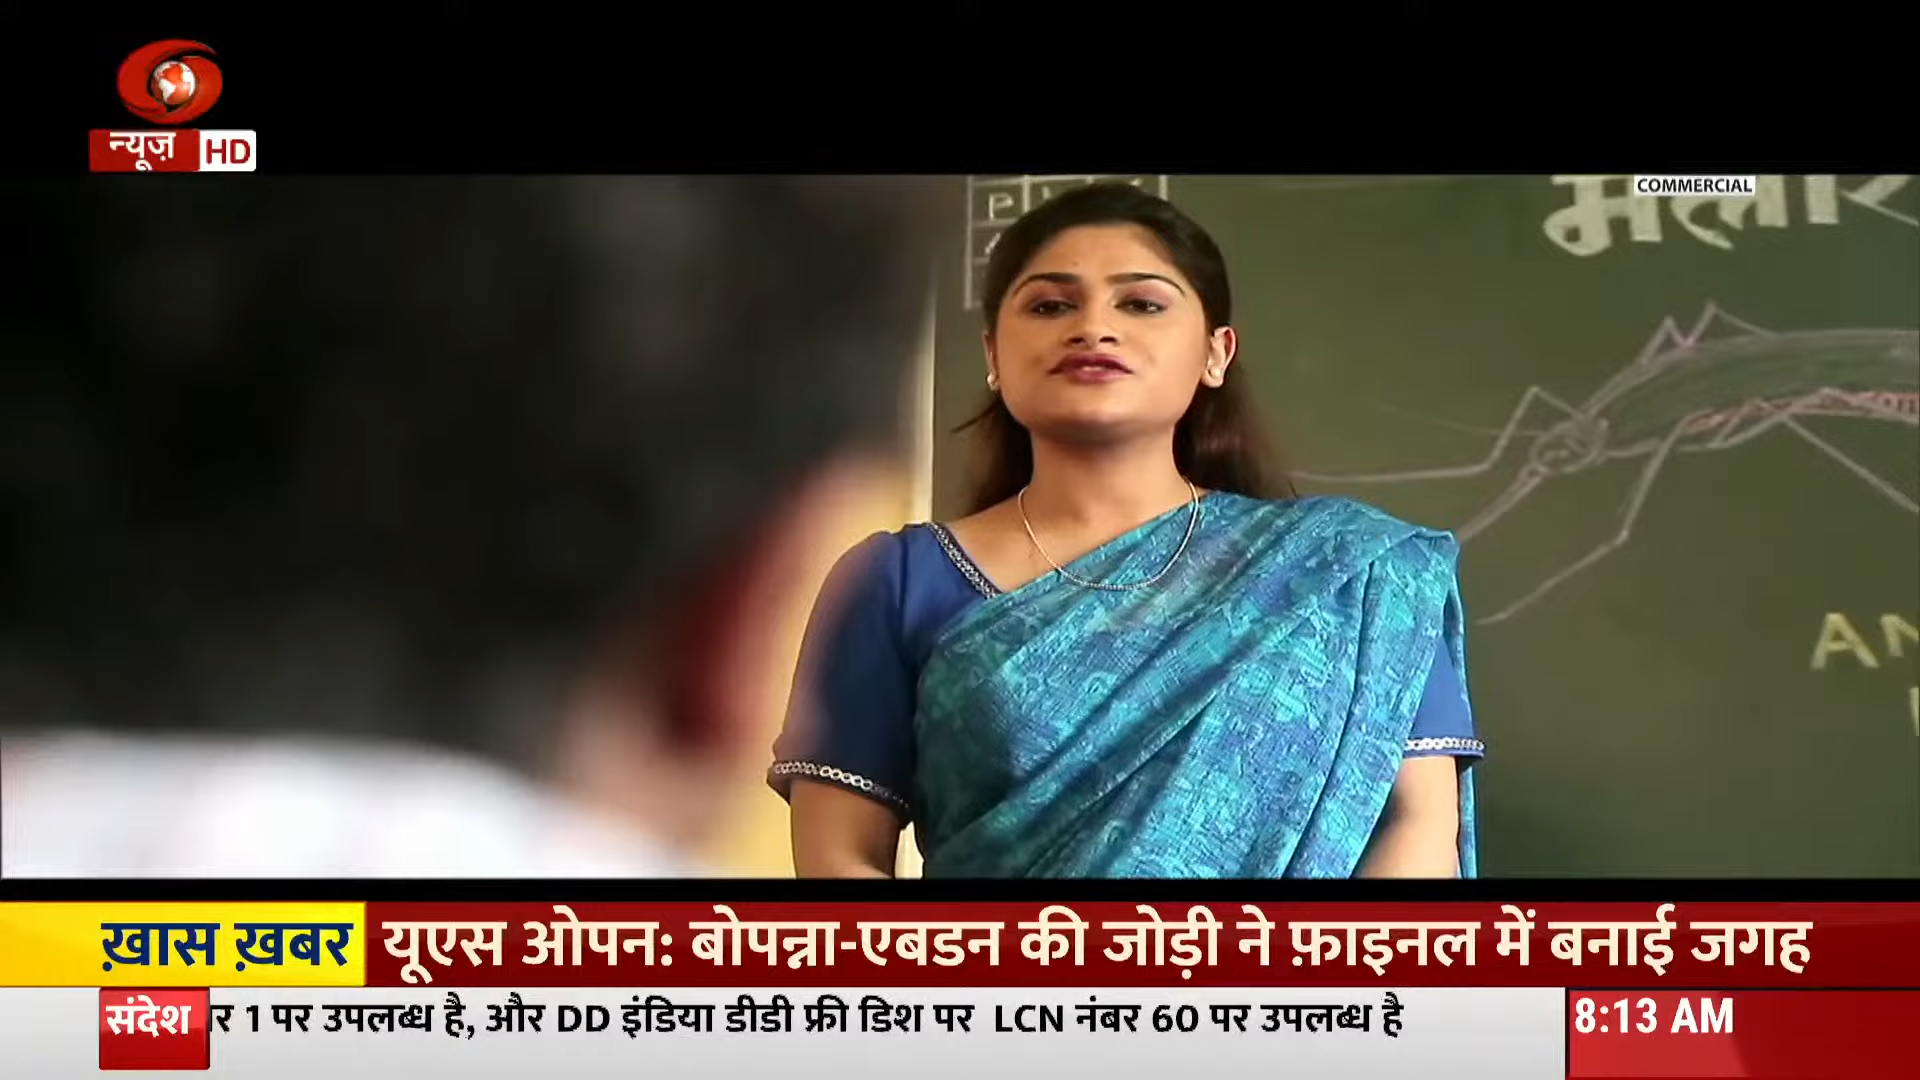 न्यूज़ HD
COMMERCIAL
ख़ास ख़बर
यूएस ओपन: बोपन्ना-एबडन की जोड़ी ने फ़ाइनल में बनाई जगह
संदेश
र 1 पर उपलब्ध है, और DD इंडिया डीडी फ्री डिश पर LCN नंबर 60 पर उपलब्ध है
8:13 AM